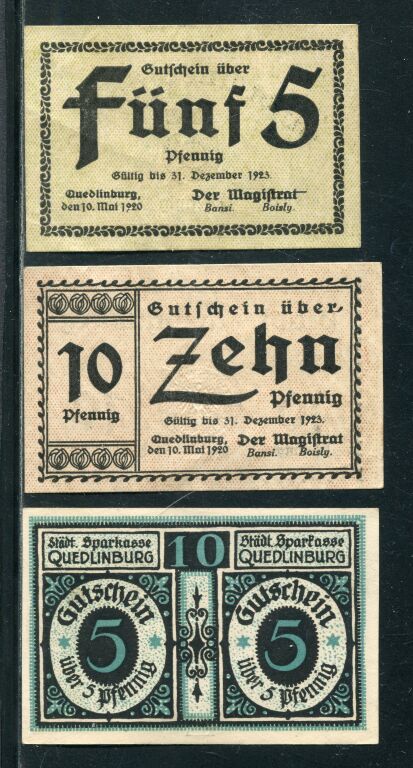 Gutschein über
Fünf 5
Pfennig
Gültig bis 31. Dezember 1923.
Quedlinburg, Der Magistrat
den 10. Mai 1920 Bansi. Boisly.
Gutschein über
10 Zehn
Pfennig Pfennig
Gültig bis 31. Dezember 1923.
Quedlinburg, Der Magistrat
den 10. Mai 1920 Bansi. Boisly.
Städt. Sparkasse 10 Städt. Sparkasse
QUEDLINBURG QUEDLINBURG
Gutschein Gutschein
5 5
über 5 Pfennig über 5 Pfennig